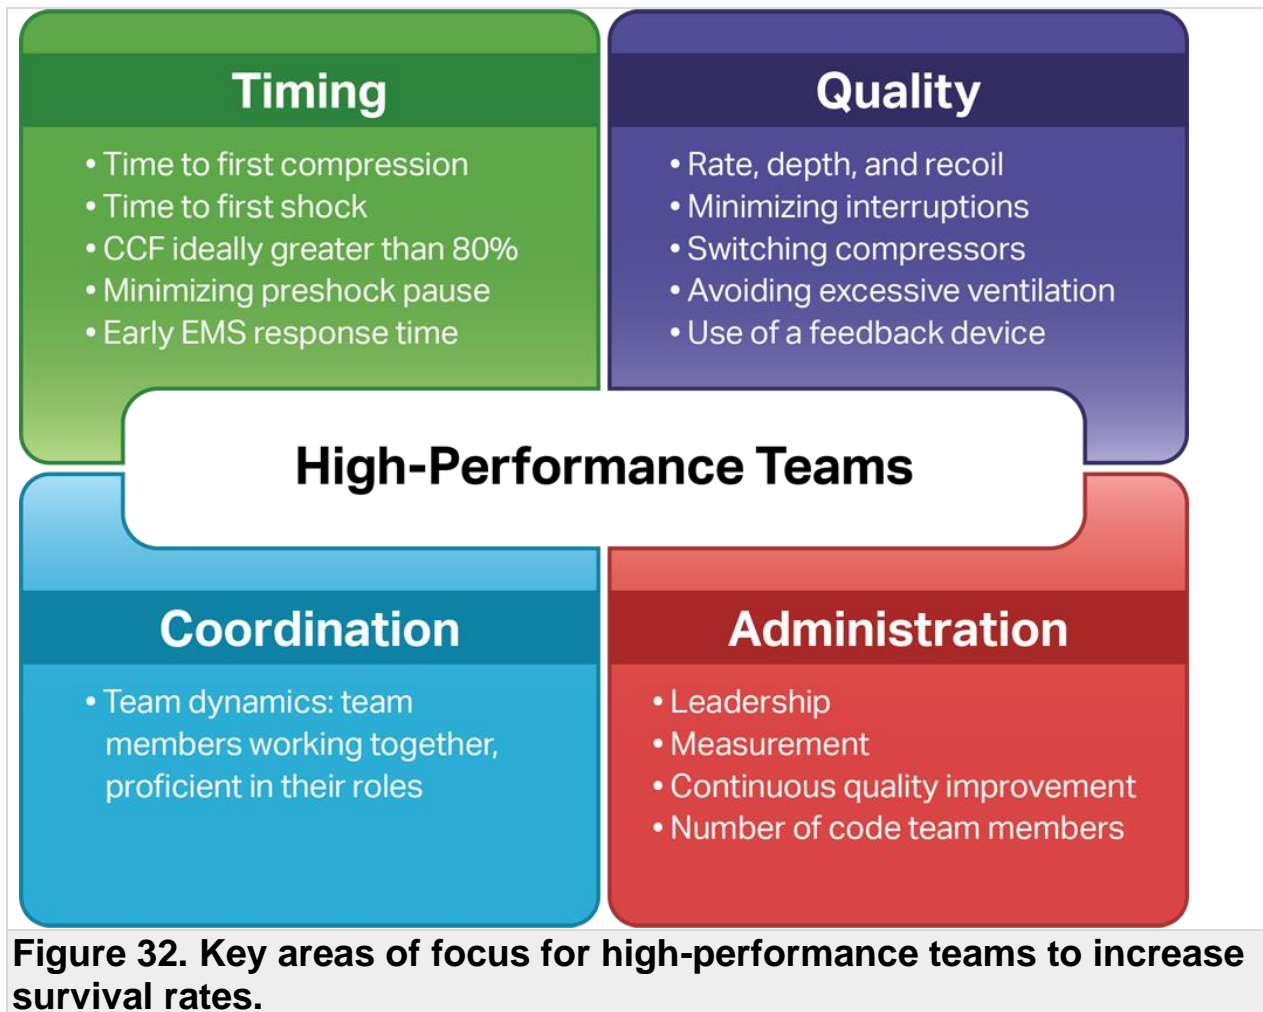 Timing
• Time to first compression
• Time to first shock
• CCF ideally greater than 80%
• Minimizing preshock pause
• Early EMS response time
Quality
• Rate, depth, and recoil
• Minimizing interruptions
• Switching compressors
• Avoiding excessive ventilation
• Use of a feedback device
High-Performance Teams
Coordination
• Team dynamics: team
members working together,
proficient in their roles
Administration
• Leadership
• Measurement
• Continuous quality improvement
• Number of code team members
Figure 32. Key areas of focus for high-performance teams to increase
survival rates.